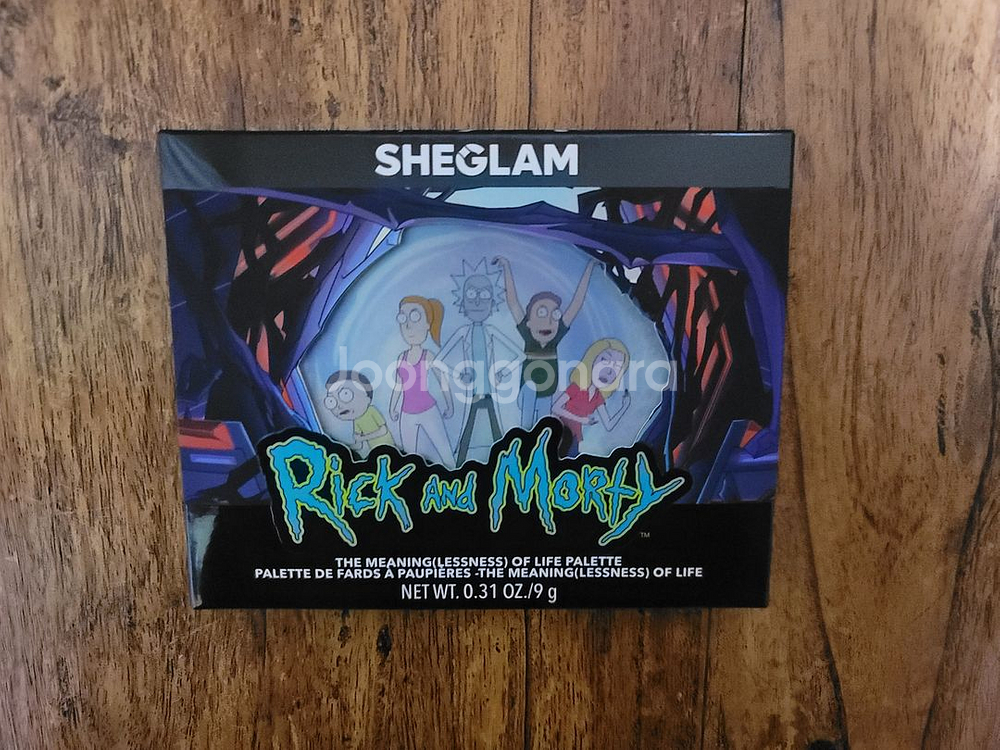 SHEGLAM
Joonggonara
RICK AND MORTY
TM
THE MEANING(LESSNESS) OF LIFE PALETTE
PALETTE DE FARDS À PAUPIÈRES -THE MEANING(LESSNESS) OF LIFE
NET WT. 0.31 OZ./9 g